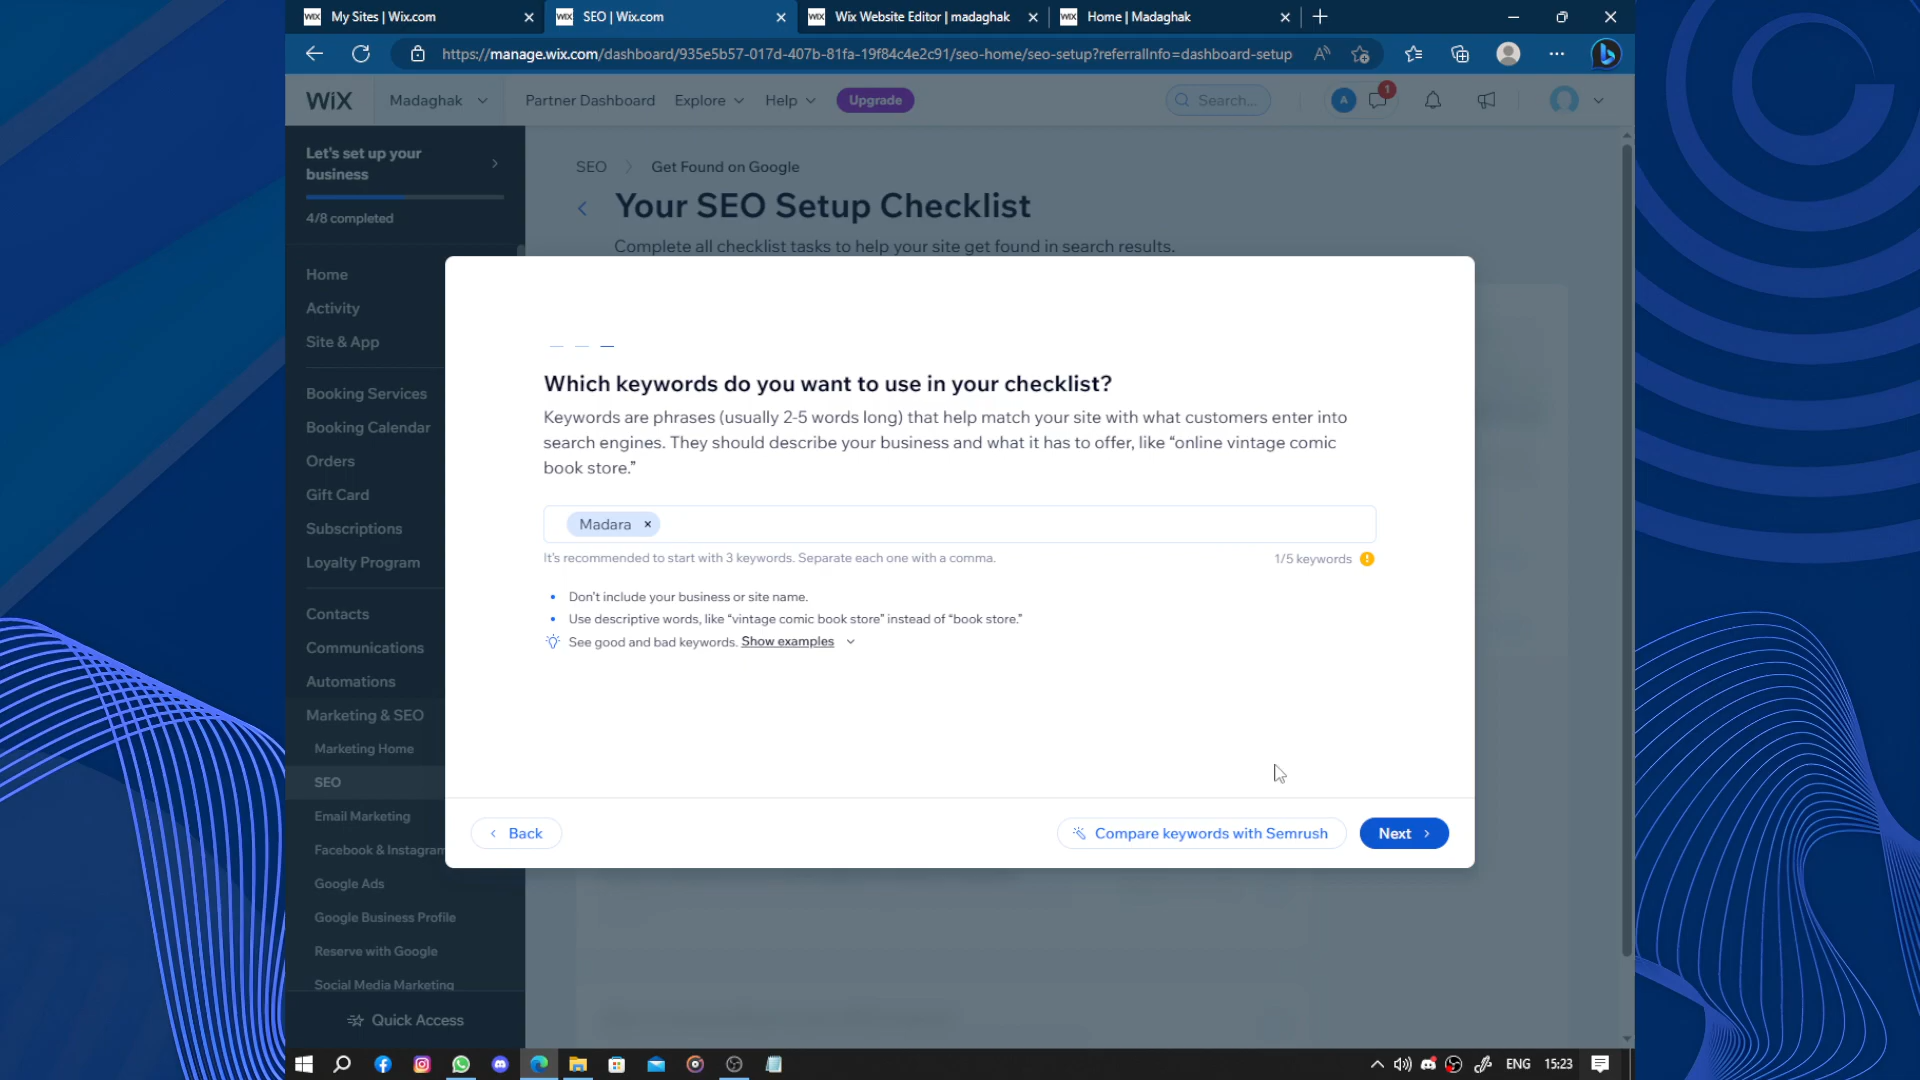 My Sites | Wix.com
SEO | Wix.com
Wix Website Editor | madaghak
Home | Madaghak
https://manage.wix.com/dashboard/935e5b57-017d-407b-81fa-19f84c4e2c91/seo-home/seo-setup?referralInfo=dashboard-setup
WiX
Madaghak
Partner Dashboard
Explore
Help
Upgrade
Search...
A
1
Let's set up your
business
4/8 completed
SEO
Get Found on Google
Your SEO Setup Checklist
Complete all checklist tasks to help your site get found in search results.
Home
Activity
Site & App
Booking Services
Booking Calendar
Orders
Gift Card
Subscriptions
Loyalty Program
Contacts
Communications
Automations
Marketing & SEO
Marketing Home
SEO
Email Marketing
Facebook & Instagram
Google Ads
Google Business Profile
Reserve with Google
Social Media Marketing
Quick Access
Which keywords do you want to use in your checklist?
Keywords are phrases (usually 2-5 words long) that help match your site with what customers enter into
search engines. They should describe your business and what it has to offer, like “online vintage comic
book store.”
Madara ×
It's recommended to start with 3 keywords. Separate each one with a comma.
1/5 keywords
• Don't include your business or site name.
• Use descriptive words, like “vintage comic book store” instead of “book store.”
See good and bad keywords. Show examples
Back
Compare keywords with Semrush
Next
ENG
15:23